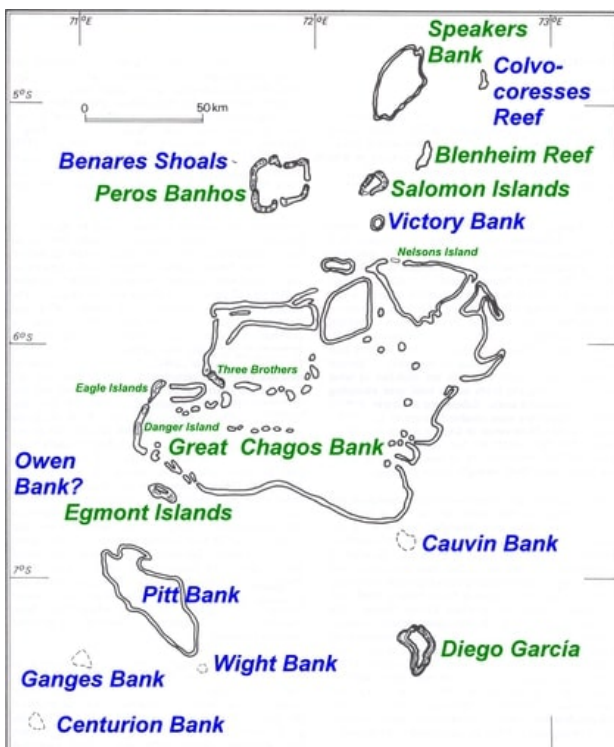 71°E
72
73
Speakers
Bank
Colvo-
coresses
Reef
5°S
0
50km
Benares Shoals
Blenheim Reef
Peros Banhos
Salomon Islands
Victory Bank
Nelsons Island
6°S
Three Brothers
Eagle Islands
Danger Island
Great Chagos Bank
Owen
Bank?
Egmont Islands
Cauvin Bank
7°S
Pitt Bank
Diego Garcia
Wight Bank
Ganges Bank
Centurion Bank